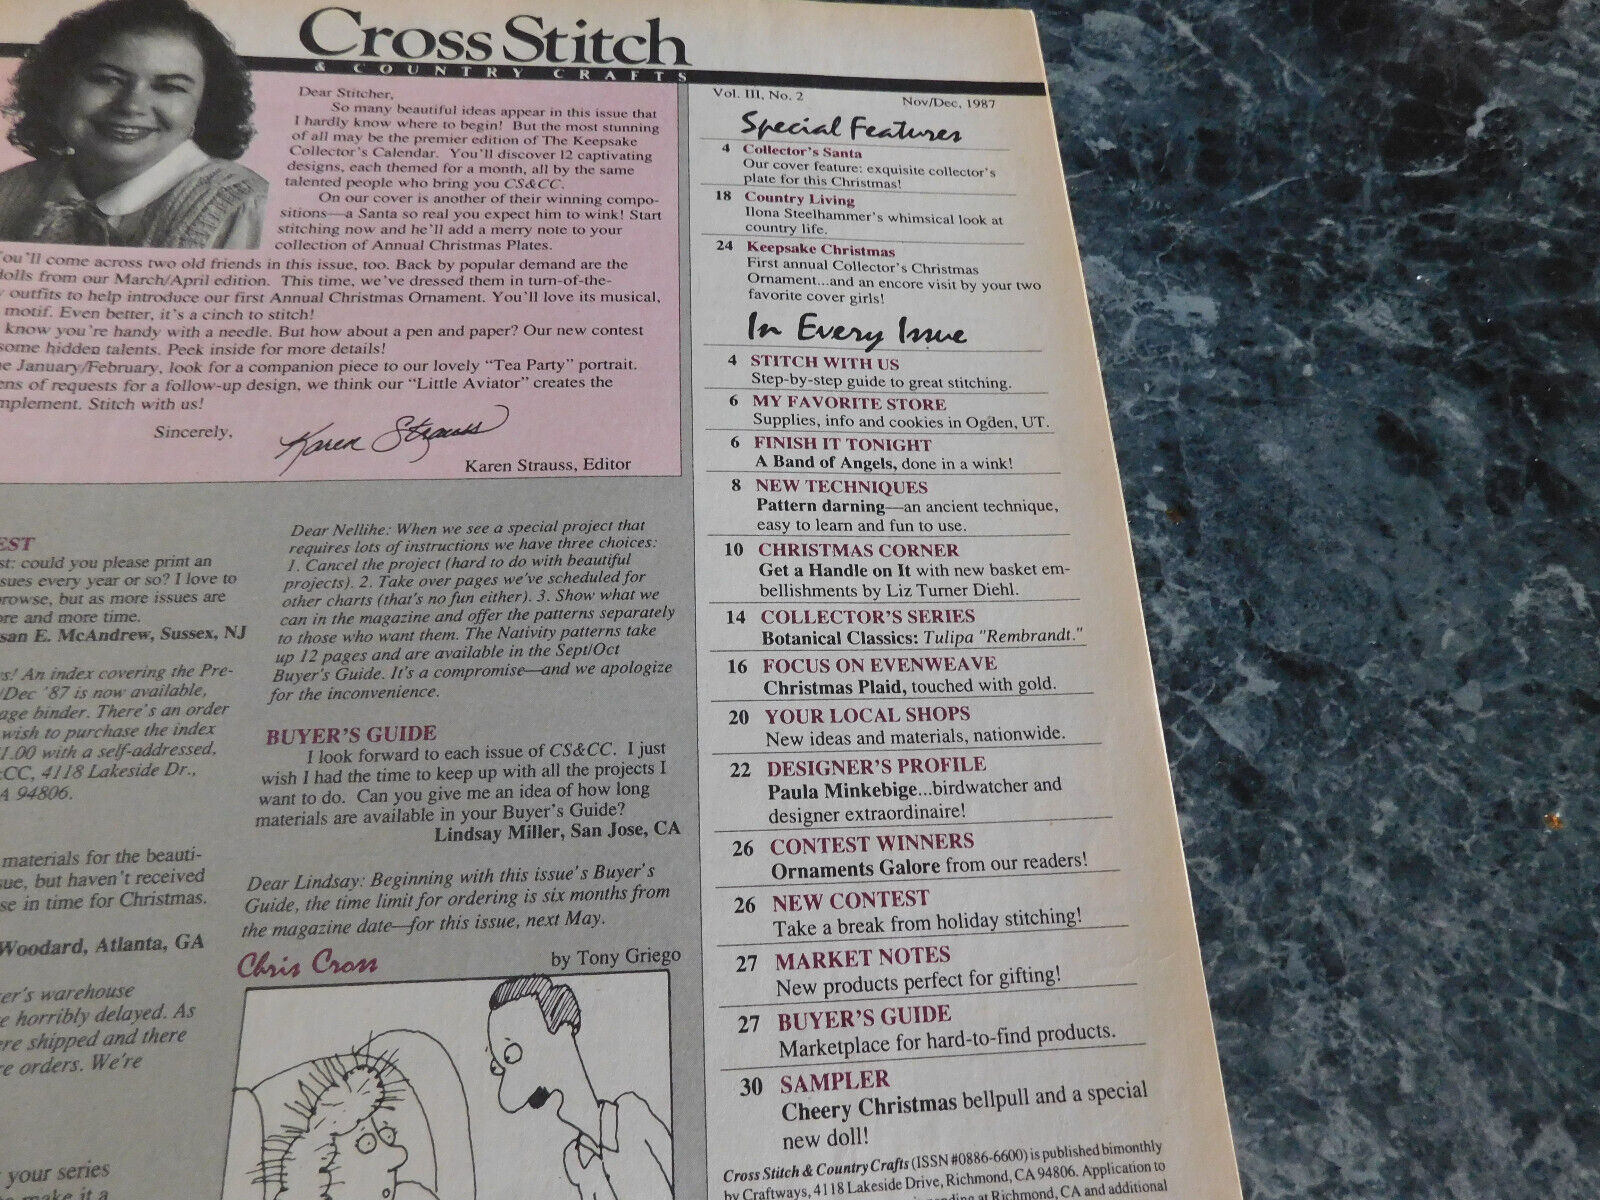 Cross Stitch
& COUNTRY CRAFTS
Dear Stitcher,
So many beautiful ideas appear in this issue that
I hardly know where to begin! But the most stunning
of all may be the premier edition of The Keepsake
Collector's Calendar. You'll discover 12 captivating
designs, each themed for a month, all by the same
talented people who bring you CS&CC.
On our cover is another of their winning compo-
sitions—a Santa so real you expect him to wink! Start
stitching now and he'll add a merry note to your
collection of Annual Christmas Plates.
ou'll come across two old friends in this issue, too. Back by popular demand are the
dolls from our March/April edition. This time, we've dressed them in turn-of-the-
y outfits to help introduce our first Annual Christmas Ornament. You'll love its musical,
motif. Even better, it's a cinch to stitch!
know you're handy with a needle. But how about a pen and paper? Our new contest
some hidden talents. Peek inside for more details!
e January/February, look for a companion piece to our lovely "Tea Party" portrait.
ens of requests for a follow-up design, we think our "Little Aviator" creates the
mplement. Stitch with us!
Sincerely,
Karen Strauss
Karen Strauss, Editor
EST
st: could you please print an
sues every year or so? I love to
rowse, but as more issues are
ore and more time.
san E. McAndrew, Sussex, NJ
rs! An index covering the Pre-
/Dec '87 is now available,
age binder. There's an order
wish to purchase the index
1.00 with a self-addressed,
CC, 4118 Lakeside Dr.,
A 94806.
materials for the beauti-
sue, but haven't received
se in time for Christmas.
Woodard, Atlanta, GA
er's warehouse
e horribly delayed. As
ere shipped and there
re orders. We're
your series
make it a
Dear Nellihe: When we see a special project that
requires lots of instructions we have three choices:
1. Cancel the project (hard to do with beautiful
projects). 2. Take over pages we've scheduled for
other charts (that's no fun either). 3. Show what we
can in the magazine and offer the patterns separately
to those who want them. The Nativity patterns take
up 12 pages and are available in the Sept/Oct
Buyer's Guide. It's a compromise—and we apologize
for the inconvenience.
BUYER'S GUIDE
I look forward to each issue of CS&CC. I just
wish I had the time to keep up with all the projects I
want to do. Can you give me an idea of how long
materials are available in your Buyer's Guide?
Lindsay Miller, San Jose, CA
Dear Lindsay: Beginning with this issue's Buyer's
Guide, the time limit for ordering is six months from
the magazine date—for this issue, next May.
Chris Cross
by Tony Griego
Vol. III, No. 2 Nov/Dec, 1987
Special Features
4 Collector's Santa
Our cover feature: exquisite collector's
plate for this Christmas!
18 Country Living
Ilona Steelhammer's whimsical look at
country life.
24 Keepsake Christmas
First annual Collector's Christmas
Ornament...and an encore visit by your two
favorite cover girls!
In Every Issue
4 STITCH WITH US
Step-by-step guide to great stitching.
6 MY FAVORITE STORE
Supplies, info and cookies in Ogden, UT.
6 FINISH IT TONIGHT
A Band of Angels, done in a wink!
8 NEW TECHNIQUES
Pattern darning—an ancient technique,
easy to learn and fun to use.
10 CHRISTMAS CORNER
Get a Handle on It with new basket em-
bellishments by Liz Turner Diehl.
14 COLLECTOR'S SERIES
Botanical Classics: Tulipa "Rembrandt."
16 FOCUS ON EVENWEAVE
Christmas Plaid, touched with gold.
20 YOUR LOCAL SHOPS
New ideas and materials, nationwide.
22 DESIGNER'S PROFILE
Paula Minkebige...birdwatcher and
designer extraordinaire!
26 CONTEST WINNERS
Ornaments Galore from our readers!
26 NEW CONTEST
Take a break from holiday stitching!
27 MARKET NOTES
New products perfect for gifting!
27 BUYER'S GUIDE
Marketplace for hard-to-find products.
30 SAMPLER
Cheery Christmas bellpull and a special
new doll!
Cross Stitch & Country Crafts (ISSN #0886-6600) is published bimonthly
by Craftways, 4118 Lakeside Drive, Richmond, CA 94806. Application to
at Richmond, CA and additional